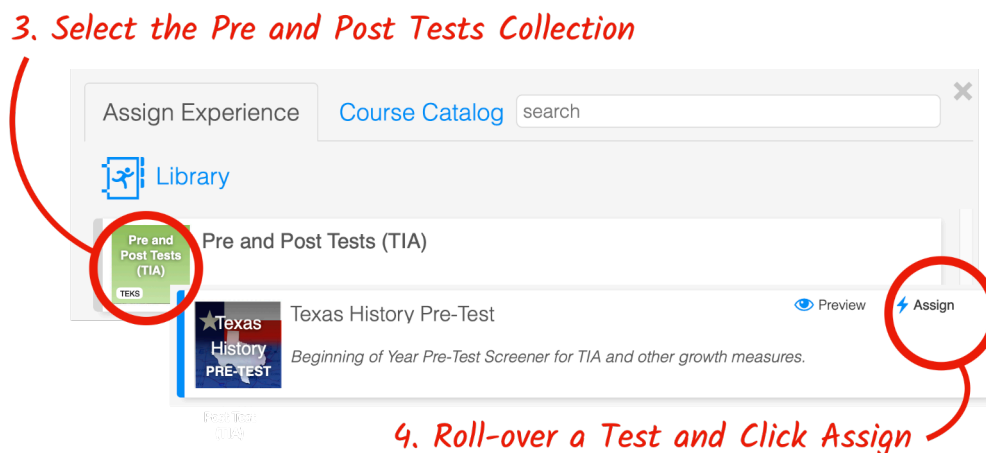 3. Select the Pre and Post Tests Collection
Assign Experience
Course Catalog
search
Library
Pre and
Post Tests
(TIA)
TEKS
Pre and Post Tests (TIA)
Texas
History
PRE-TEST
Texas History Pre-Test
Preview
Assign
Beginning of Year Pre-Test Screener for TIA and other growth measures.
4. Roll-over a Test and Click Assign